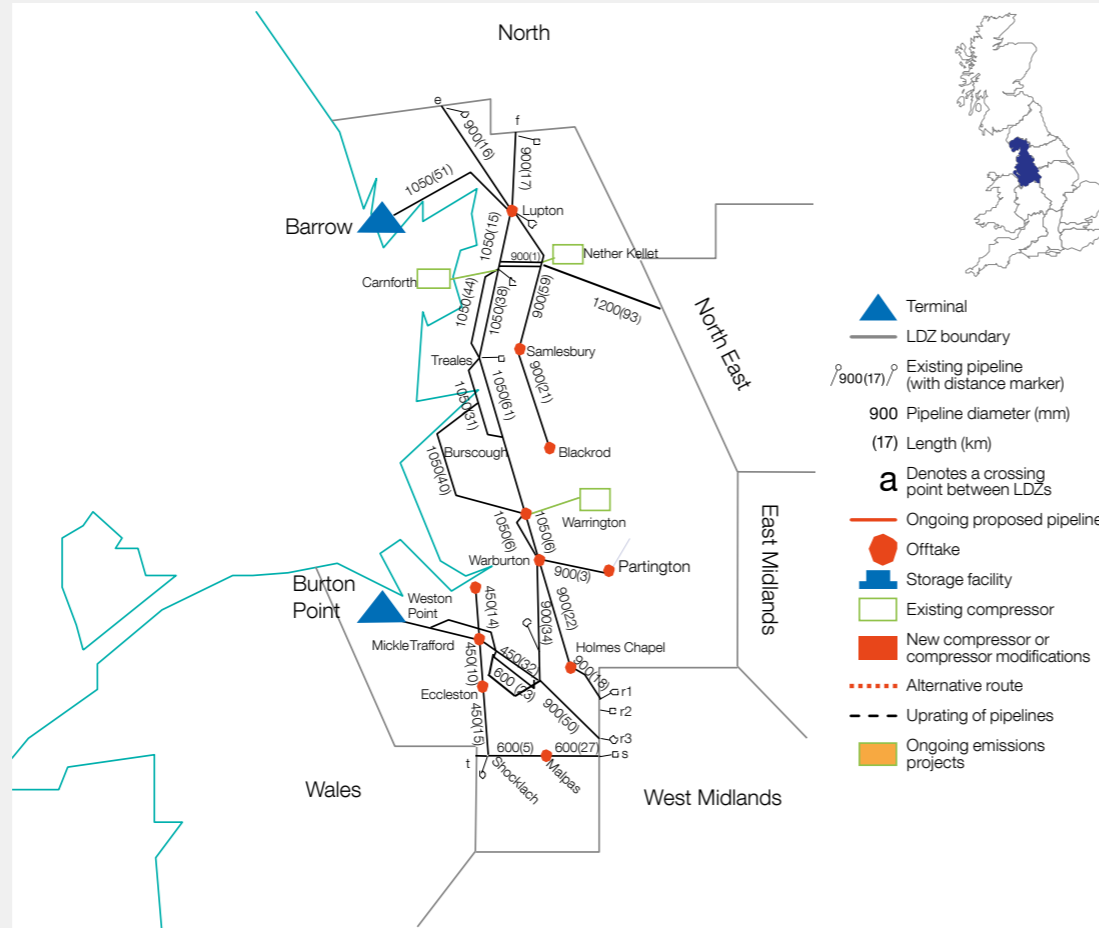 North
e
f
900(16)
900(17)
1050(51)
Barrow
Lupton
1050(15)
900(1)
Nether Kellet
Carnforth
1050(44)
1050(38)
900(59)
1200(93)
North East
Treales
Samlesbury
1050(31)
1050(61)
900(21)
Burscough
Blackrod
1050(40)
1050(6)
1050(6)
Warrington
East Midlands
Warburton
900(3)
Partington
Burton
Point
Weston
Point
450(14)
900(34)
900(22)
Mickle Trafford
Holmes Chapel
450(32)
450(10)
600 (23)
900(18)
Eccleston
r1
r2
900(50)
450(15)
r3
t
600(5)
600(27)
s
Shocklach
Malpas
Wales
West Midlands
Terminal
LDZ boundary
900(17)
Existing pipeline
(with distance marker)
900 Pipeline diameter (mm)
(17) Length (km)
a Denotes a crossing
point between LDZs
Ongoing proposed pipeline
Offtake
Storage facility
Existing compressor
New compressor or
compressor modifications
Alternative route
Uprating of pipelines
Ongoing emissions
projects